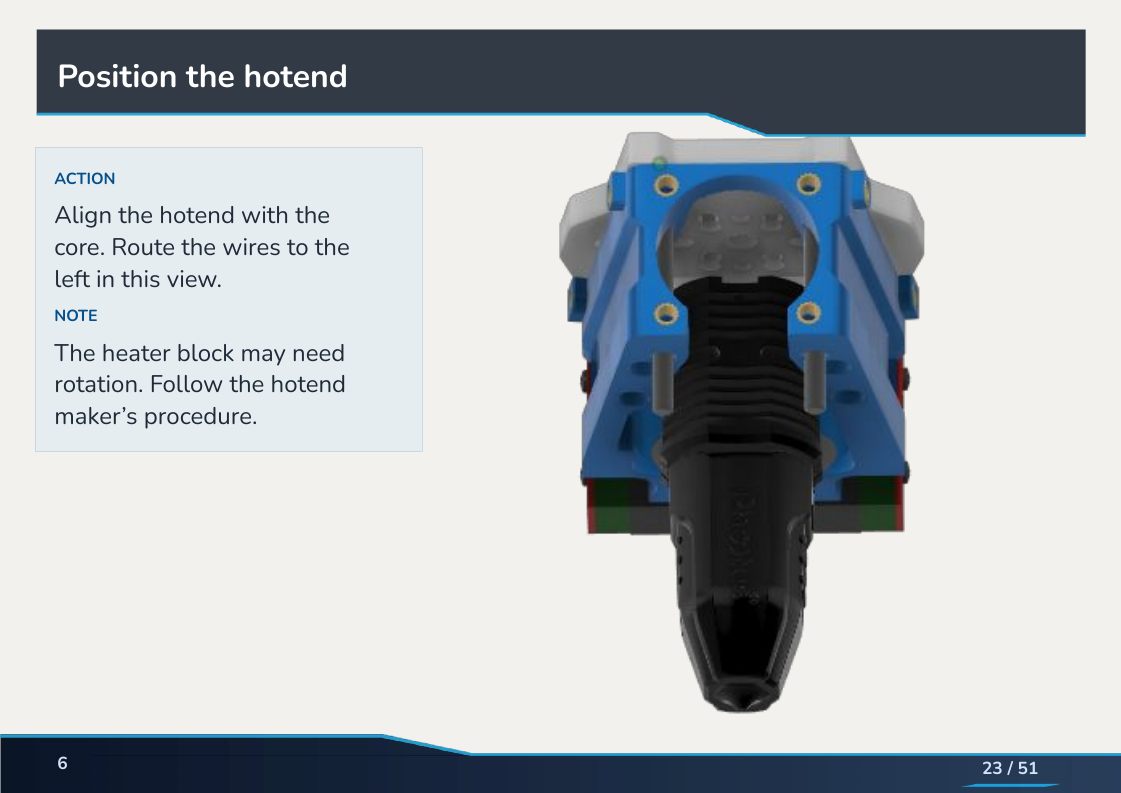 Position the hotend
ACTION
Align the hotend with the
core. Route the wires to the
left in this view.
NOTE
The heater block may need
rotation. Follow the hotend
maker’s procedure.
6
23 / 51